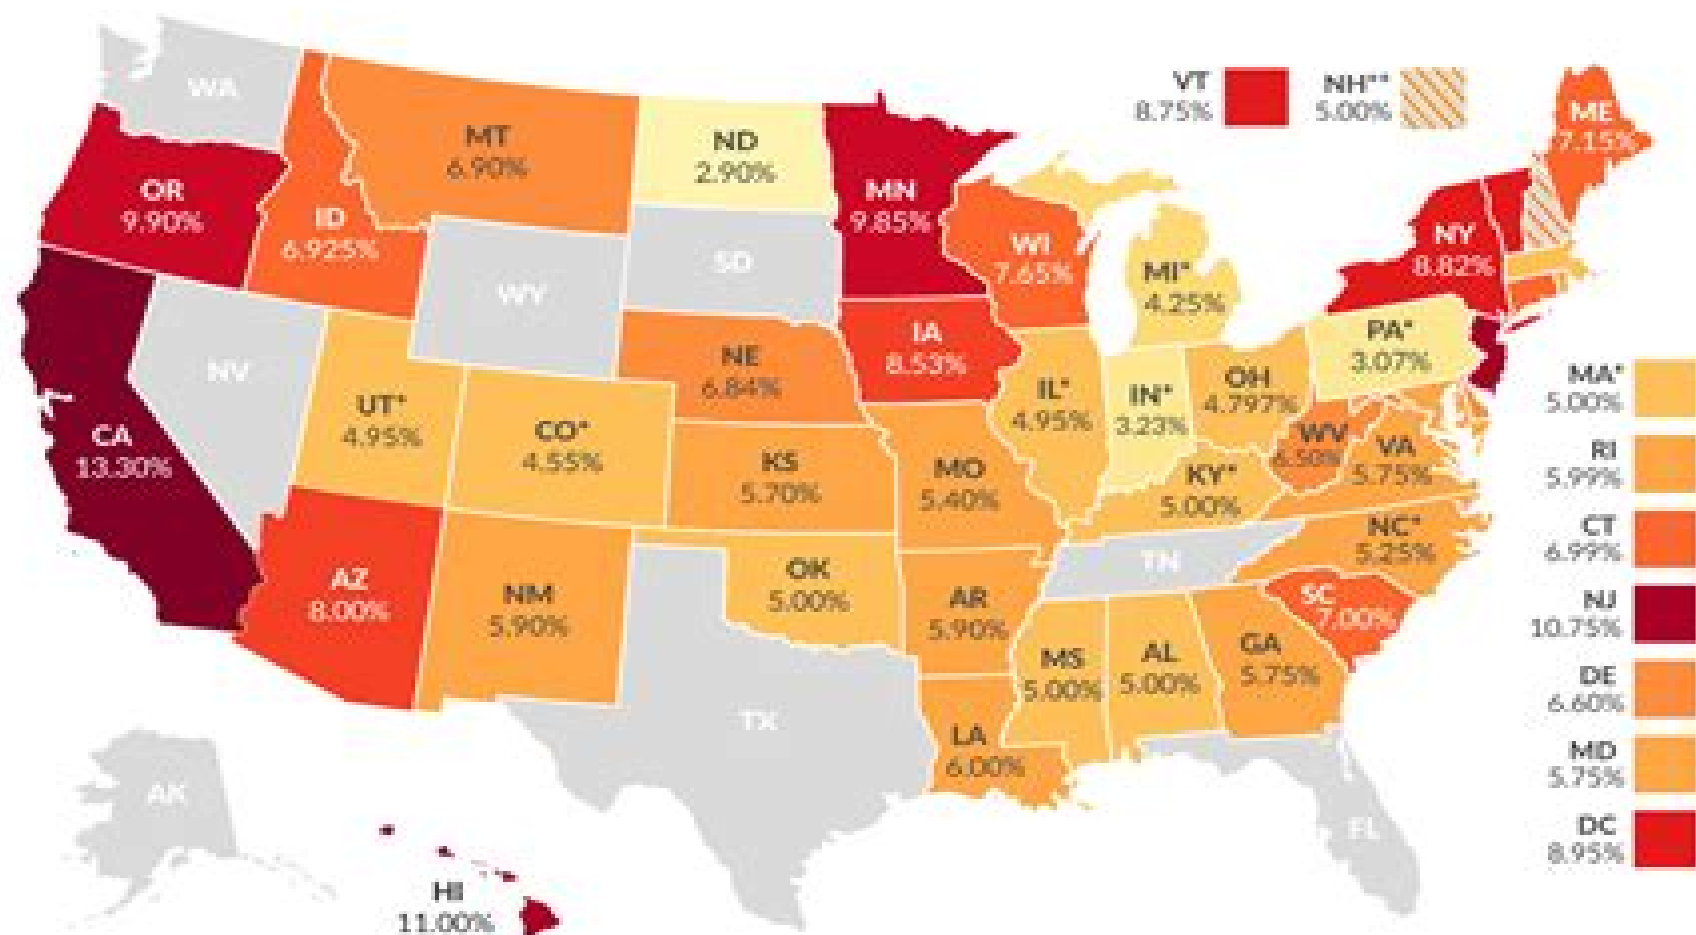 WA
VT
8.75%
NH**
5.00%
ME
7.15%
MT
6.90%
ND
2.90%
OR
9.90%
ID
6.925%
MN
9.85%
WI
7.65%
NY
8.82%
SD
WY
MI*
4.25%
IA
8.53%
PA*
3.07%
NV
NE
6.84%
UT*
4.95%
CO*
4.55%
IL*
4.95%
IN*
3.23%
OH
4.797%
MA*
5.00%
CA
13.30%
KS
5.70%
MO
5.40%
WV
6.50%
VA
5.75%
KY*
5.00%
RI
5.99%
NC*
5.25%
CT
6.99%
TN
AZ
8.00%
NM
5.90%
OK
5.00%
AR
5.90%
SC
7.00%
NJ
10.75%
MS
5.00%
AL
5.00%
GA
5.75%
DE
6.60%
TX
LA
6.00%
MD
5.75%
AK
FL
DC
8.95%
HI
11.00%